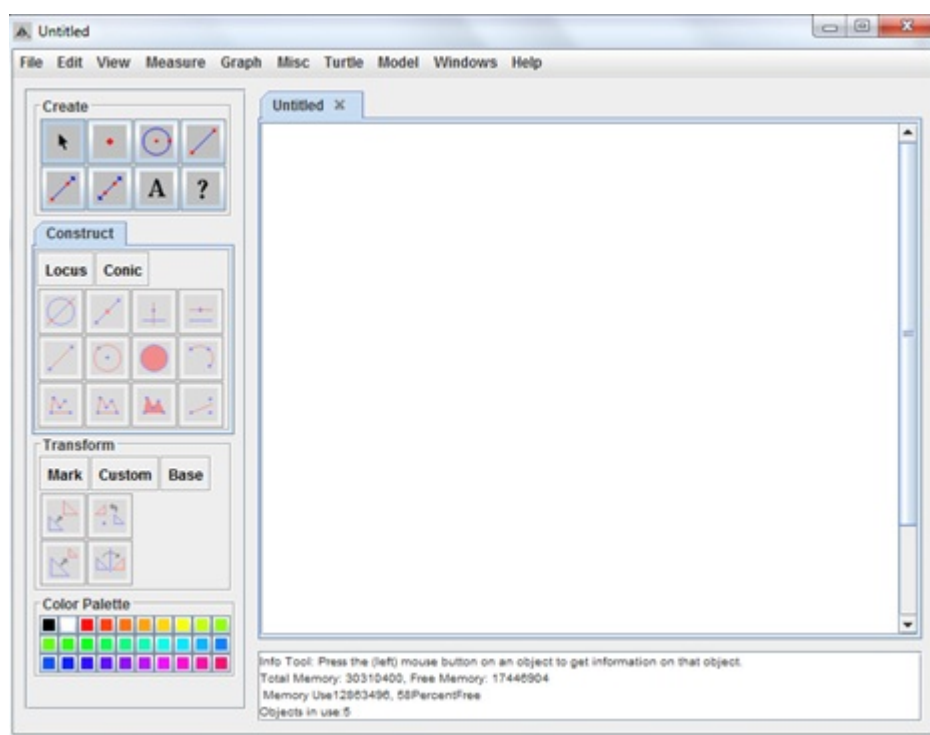 Untitled
File Edit View Measure Graph Misc Turtle Model Windows Help
Create
A ?
Construct
Locus Conic
Transform
Mark Custom Base
Color Palette
Untitled
Info Tool: Press the (left) mouse button on an object to get information on that object.
Total Memory: 30310400, Free Memory: 17446904
Memory Use12863496, 58PercentFree
Objects in use:5